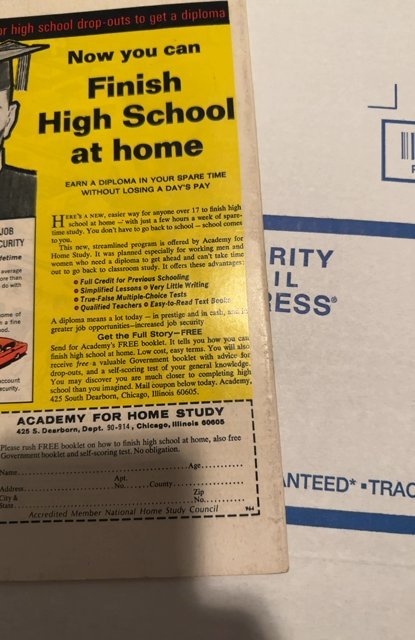 or high school drop-outs to get a diploma
Now you can
Finish
High School
at home
EARN A DIPLOMA IN YOUR SPARE TIME
WITHOUT LOSING A DAY'S PAY
HERE'S A NEW, easier way for anyone over 17 to finish high
school at home — with just a few hours a week of spare-
time study. You don't have to go back to school — school comes
to you.
This new, streamlined program is offered by Academy for
Home Study. It was planned especially for working men and
women who need a diploma to get ahead and can't take time
out to go back to classroom study. It offers these advantages:
Full Credit for Previous Schooling
Simplified Lessons • Very Little Writing
True-False Multiple-Choice Tests
Qualified Teachers • Easy-to-Read Text Books
A diploma means a lot today — in prestige and in cash, and in
greater job opportunities—increased job security
Get the Full Story—FREE
Send for Academy's FREE booklet. It tells you how you can
finish high school at home. Low cost, easy terms. You will also
receive free a valuable Government booklet with advice for
drop-outs, and a self-scoring test of your general knowledge.
You may discover you are much closer to completing high
school than you imagined. Mail coupon below today. Academy,
425 South Dearborn, Chicago, Illinois 60605.
ACADEMY FOR HOME STUDY
425 S. Dearborn, Dept. 90-914, Chicago, Illinois 60605
Please rush FREE booklet on how to finish high school at home, also free
Government booklet and self-scoring test. No obligation.
Name Age
Address Apt. No. County
City & State Zip No.
Accredited Member National Home Study Council
964
JOB
CURITY
ifetime
average
more than
do with
ome of
e a fine
d.
account
curity.
RITY
IL
RESS®
ANTEED* ▪ TRAC